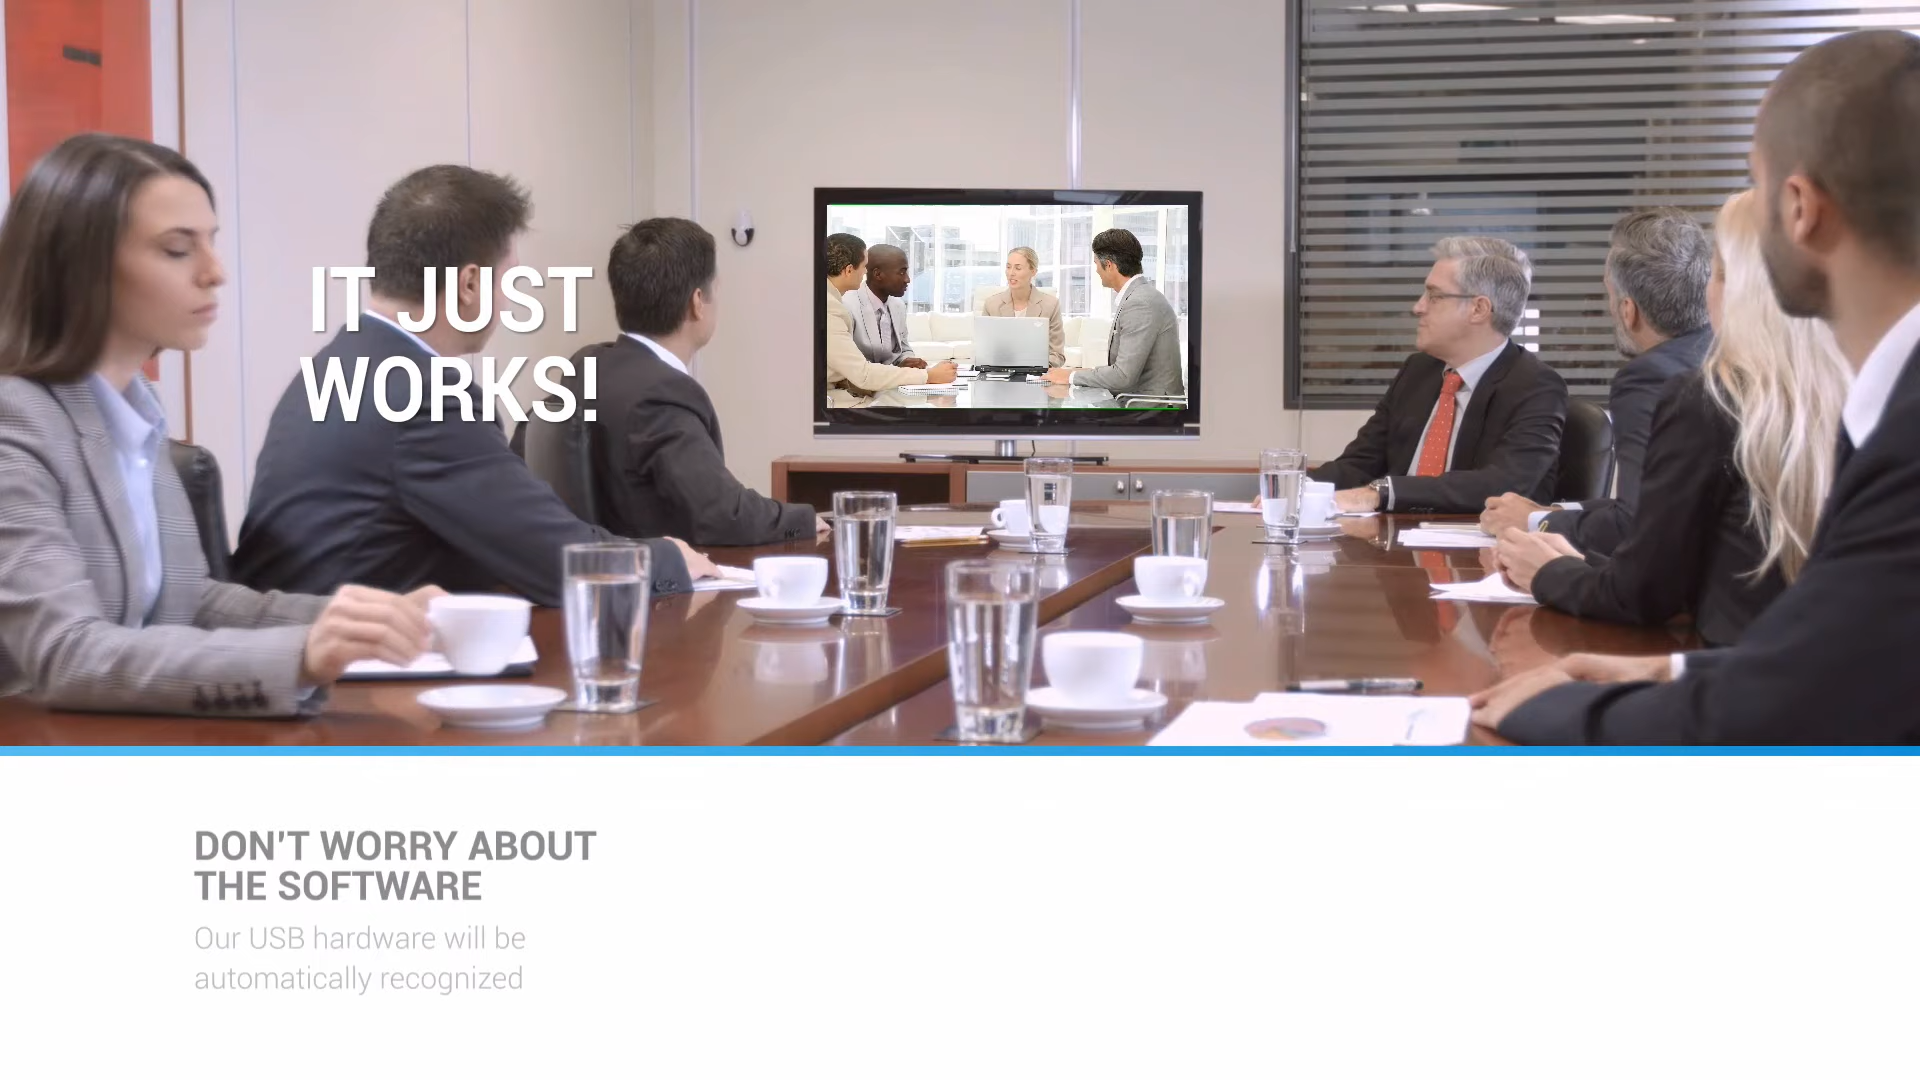 IT JUST
WORKS!
DON'T WORRY ABOUT
THE SOFTWARE
Our USB hardware will be
automatically recognized